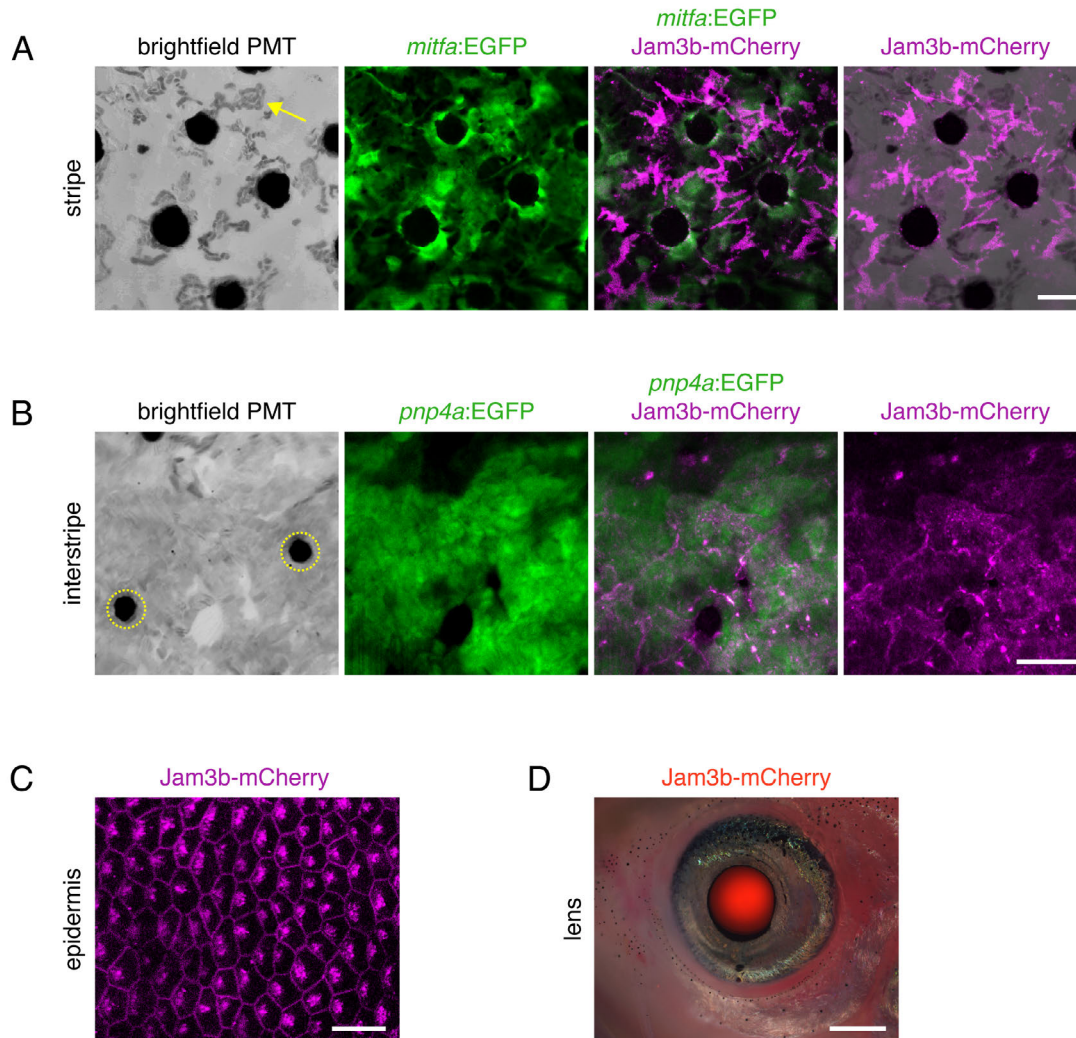 A
brightfield PMT
mitfa:EGFP
mitfa:EGFP
Jam3b-mCherry
Jam3b-mCherry
stripe
B
brightfield PMT
pnp4a:EGFP
pnp4a:EGFP
Jam3b-mCherry
Jam3b-mCherry
interstripe
C
Jam3b-mCherry
epidermis
D
Jam3b-mCherry
lens